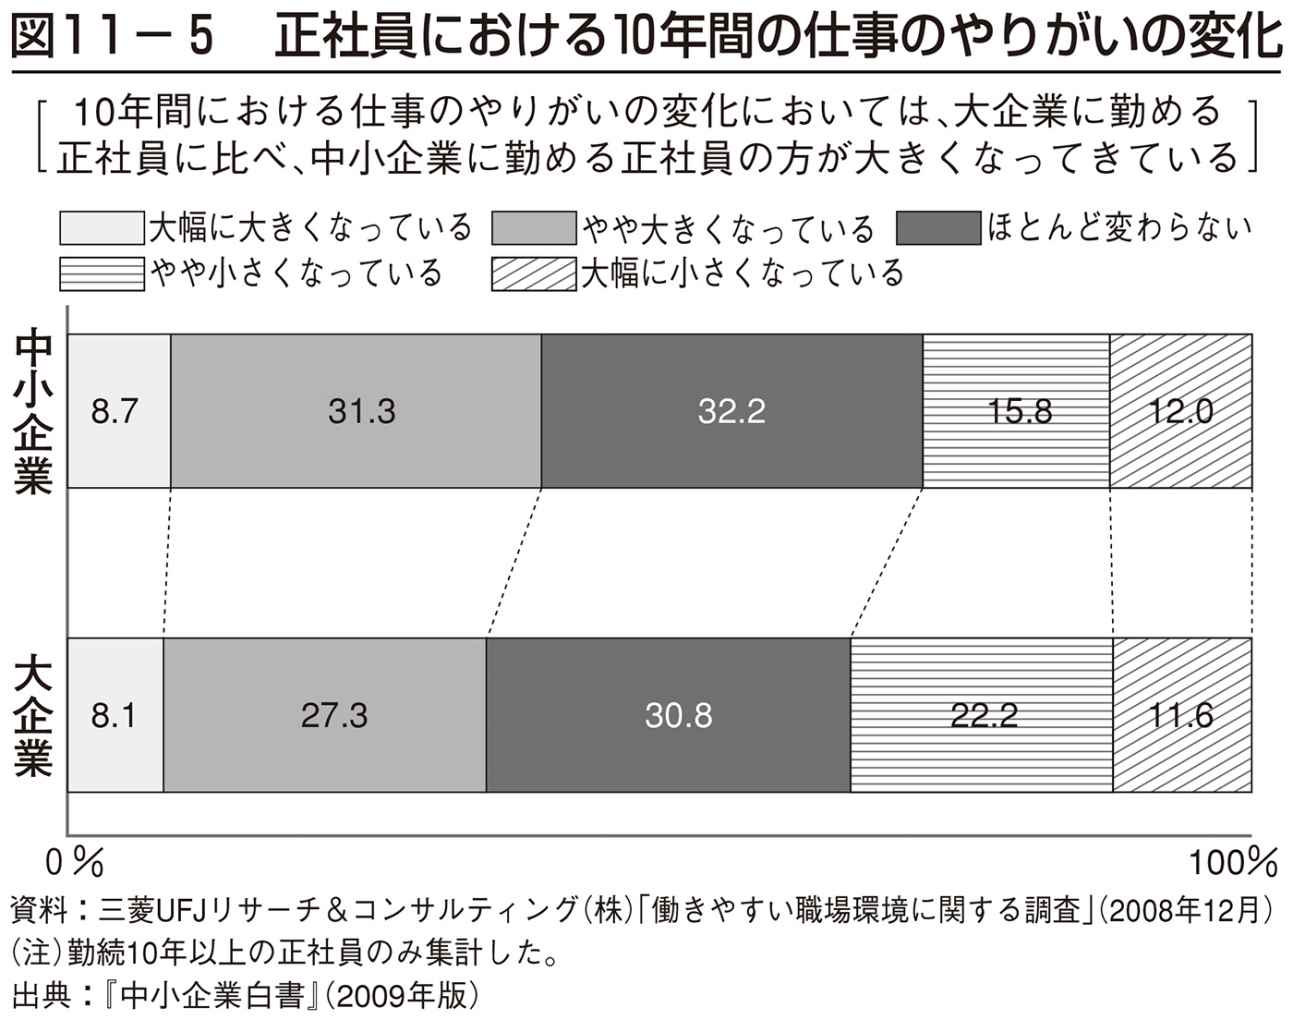 図11－5　正社員における10年間の仕事のやりがいの変化
10年間における仕事のやりがいの変化においては、大企業に勤める
正社員に比べ、中小企業に勤める正社員の方が大きくなってきている
大幅に大きくなっている　やや大きくなっている　ほとんど変わらない
やや小さくなっている　大幅に小さくなっている
中小企業
8.7　31.3　32.2　15.8　12.0
大企業
8.1　27.3　30.8　22.2　11.6
0％　100％
資料：三菱UFJリサーチ＆コンサルティング（株）「働きやすい職場環境に関する調査」（2008年12月）
（注）勤続10年以上の正社員のみ集計した。
出典：『中小企業白書』（2009年版）